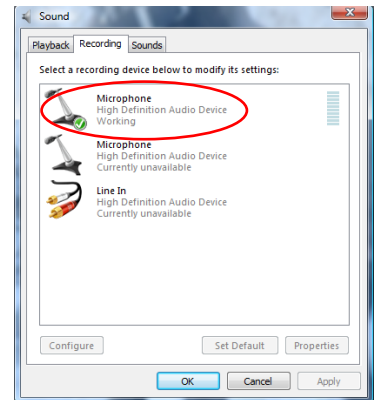 Sound
Playback Recording Sounds
Select a recording device below to modify its settings:
Microphone
High Definition Audio Device
Working
Microphone
High Definition Audio Device
Currently unavailable
Line In
High Definition Audio Device
Currently unavailable
Configure Set Default Properties
OK Cancel Apply